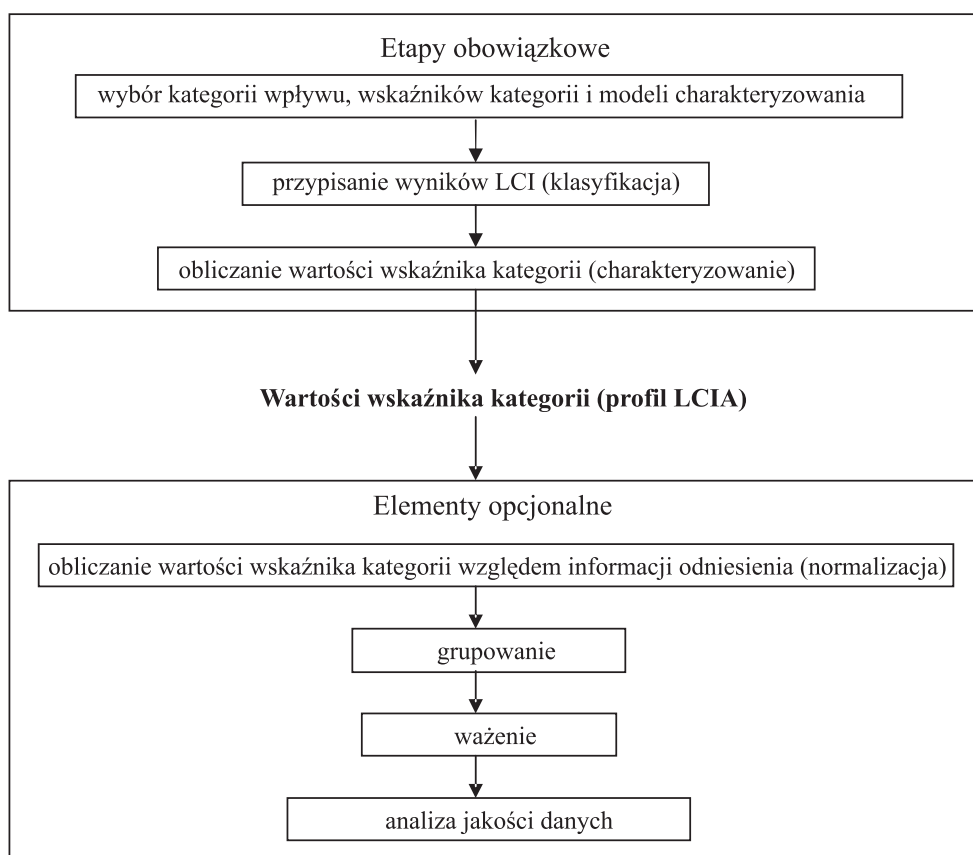 Etapy obowiązkowe
wybór kategorii wpływu, wskaźników kategorii i modeli charakteryzowania
przypisanie wyników LCI (klasyfikacja)
obliczanie wartości wskaźnika kategorii (charakteryzowanie)
Wartości wskaźnika kategorii (profil LCIA)
Elementy opcjonalne
obliczanie wartości wskaźnika kategorii względem informacji odniesienia (normalizacja)
grupowanie
ważenie
analiza jakości danych